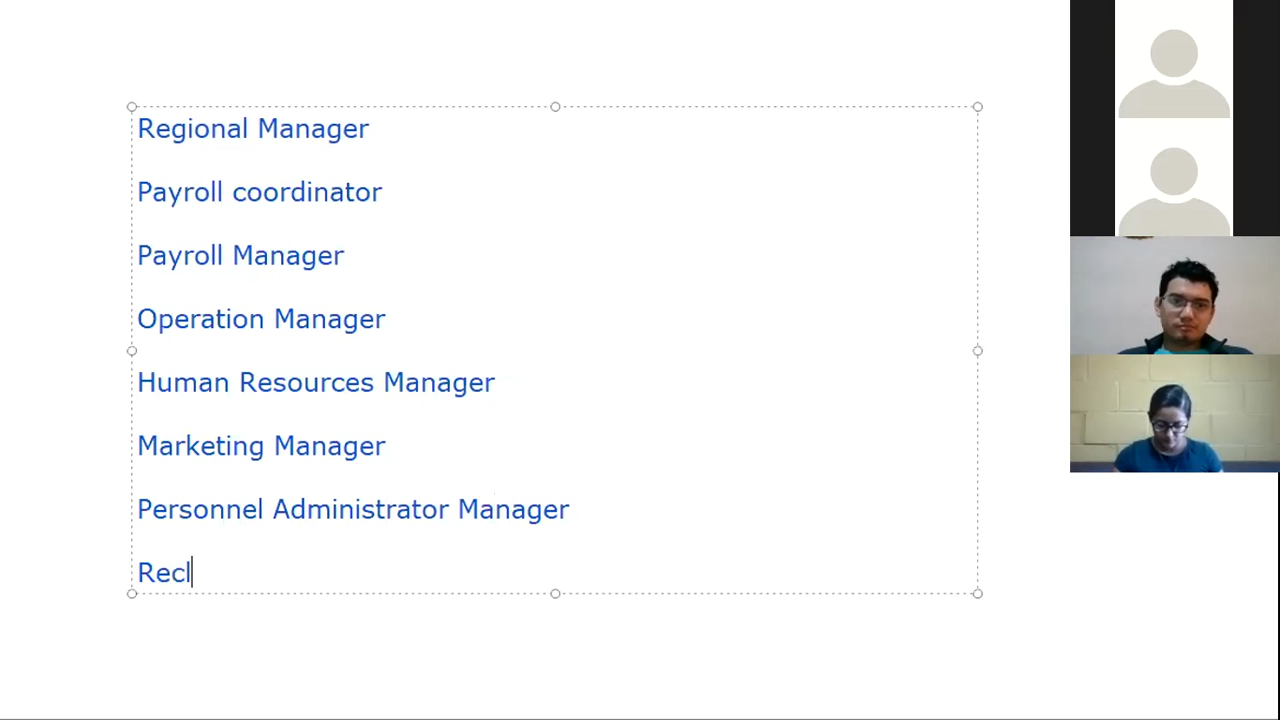 Regional Manager
Payroll coordinator
Payroll Manager
Operation Manager
Human Resources Manager
Marketing Manager
Personnel Administrator Manager
Recl